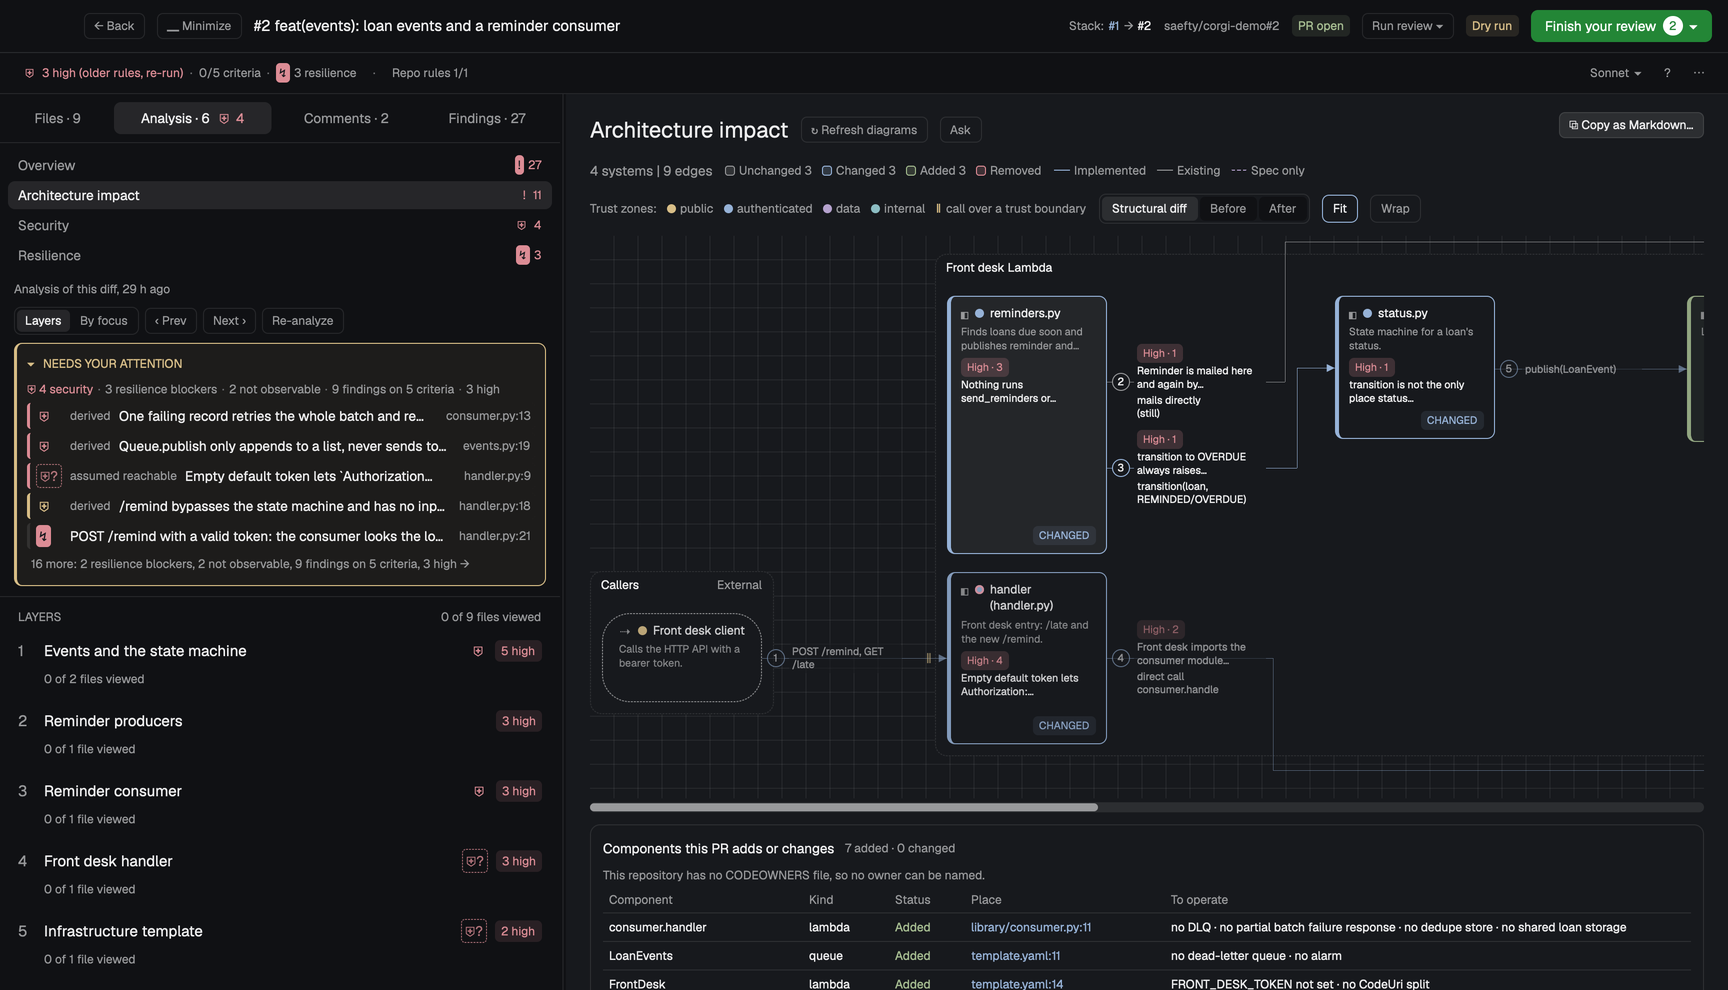 ← Back
Minimize
#2 feat(events): loan events and a reminder consumer
Stack: #1 → #2
saefty/corgi-demo#2
PR open
Run review
Dry run
Finish your review 2
3 high (older rules, re-run) · 0/5 criteria · 3 resilience · Repo rules 1/1
Sonnet
?
···
Files · 9
Analysis · 6 4
Comments · 2
Findings · 27
Overview
! 27
Architecture impact
! 11
Security
4
Resilience
3
Analysis of this diff, 29 h ago
Layers
By focus
‹ Prev
Next ›
Re-analyze
NEEDS YOUR ATTENTION
4 security · 3 resilience blockers · 2 not observable · 9 findings on 5 criteria · 3 high
derived One failing record retries the whole batch and re... consumer.py:13
derived Queue.publish only appends to a list, never sends to... events.py:19
? assumed reachable Empty default token lets `Authorization... handler.py:9
derived /remind bypasses the state machine and has no inp... handler.py:18
POST /remind with a valid token: the consumer looks the lo... handler.py:21
16 more: 2 resilience blockers, 2 not observable, 9 findings on 5 criteria, 3 high →
LAYERS
0 of 9 files viewed
1 Events and the state machine
5 high
0 of 2 files viewed
2 Reminder producers
3 high
0 of 1 file viewed
3 Reminder consumer
3 high
0 of 1 file viewed
4 Front desk handler
? 3 high
0 of 1 file viewed
5 Infrastructure template
? 2 high
0 of 1 file viewed
Architecture impact
↻ Refresh diagrams
Ask
Copy as Markdown...
4 systems | 9 edges
Unchanged 3
Changed 3
Added 3
Removed
Implemented
Existing
Spec only
Trust zones:
public
authenticated
data
internal
call over a trust boundary
Structural diff
Before
After
Fit
Wrap
Front desk Lambda
reminders.py
Finds loans due soon and
publishes reminder and...
High · 3
Nothing runs
send_reminders or...
CHANGED
2
High · 1
Reminder is mailed here
and again by...
mails directly
(still)
3
High · 1
transition to OVERDUE
always raises...
transition(loan,
REMINDED/OVERDUE)
status.py
State machine for a loan's
status.
High · 1
transition is not the only
place status...
CHANGED
5 publish(LoanEvent)
Callers
External
→ Front desk client
Calls the HTTP API with a
bearer token.
1
POST /remind, GET
/late
handler
(handler.py)
Front desk entry: /late and
the new /remind.
High · 4
Empty default token lets
Authorization:...
CHANGED
4
High · 2
Front desk imports the
consumer module...
direct call
consumer.handle
Components this PR adds or changes
7 added · 0 changed
This repository has no CODEOWNERS file, so no owner can be named.
Component Kind Status Place To operate
consumer.handler lambda Added library/consumer.py:11 no DLQ · no partial batch failure response · no dedupe store · no shared loan storage
LoanEvents queue Added template.yaml:11 no dead-letter queue · no alarm
FrontDesk lambda Added template.yaml:14 FRONT_DESK_TOKEN not set · no CodeUri split